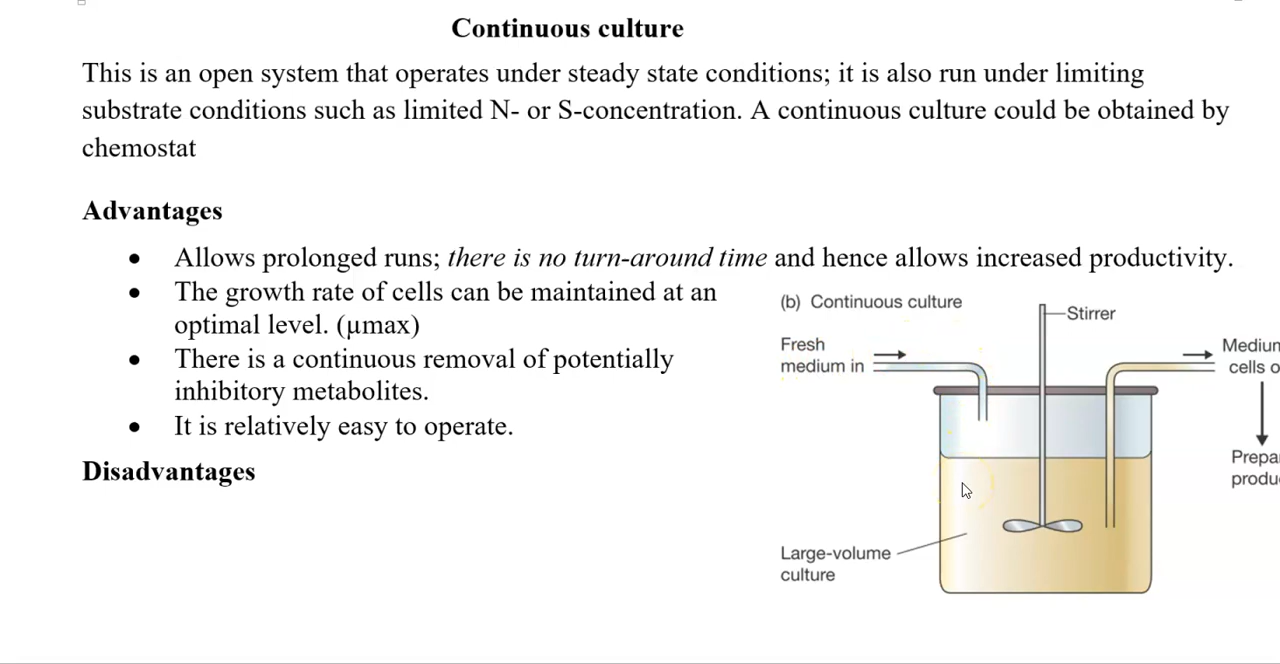 Continuous culture
This is an open system that operates under steady state conditions; it is also run under limiting
substrate conditions such as limited N- or S-concentration. A continuous culture could be obtained by
chemostat
Advantages
• Allows prolonged runs; there is no turn-around time and hence allows increased productivity.
• The growth rate of cells can be maintained at an
optimal level. (µmax)
• There is a continuous removal of potentially
inhibitory metabolites.
• It is relatively easy to operate.
Disadvantages
(b) Continuous culture
Stirrer
Fresh
medium in
cells
Large-volume
culture